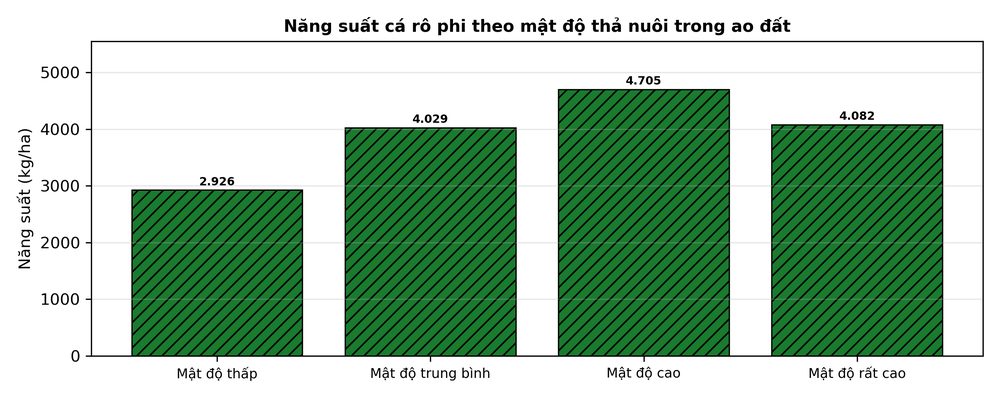 Năng suất cá rô phi theo mật độ thả nuôi trong ao đất
Năng suất (kg/ha)
5000
4000
3000
2000
1000
0
2.926
4.029
4.705
4.082
Mật độ thấp
Mật độ trung bình
Mật độ cao
Mật độ rất cao